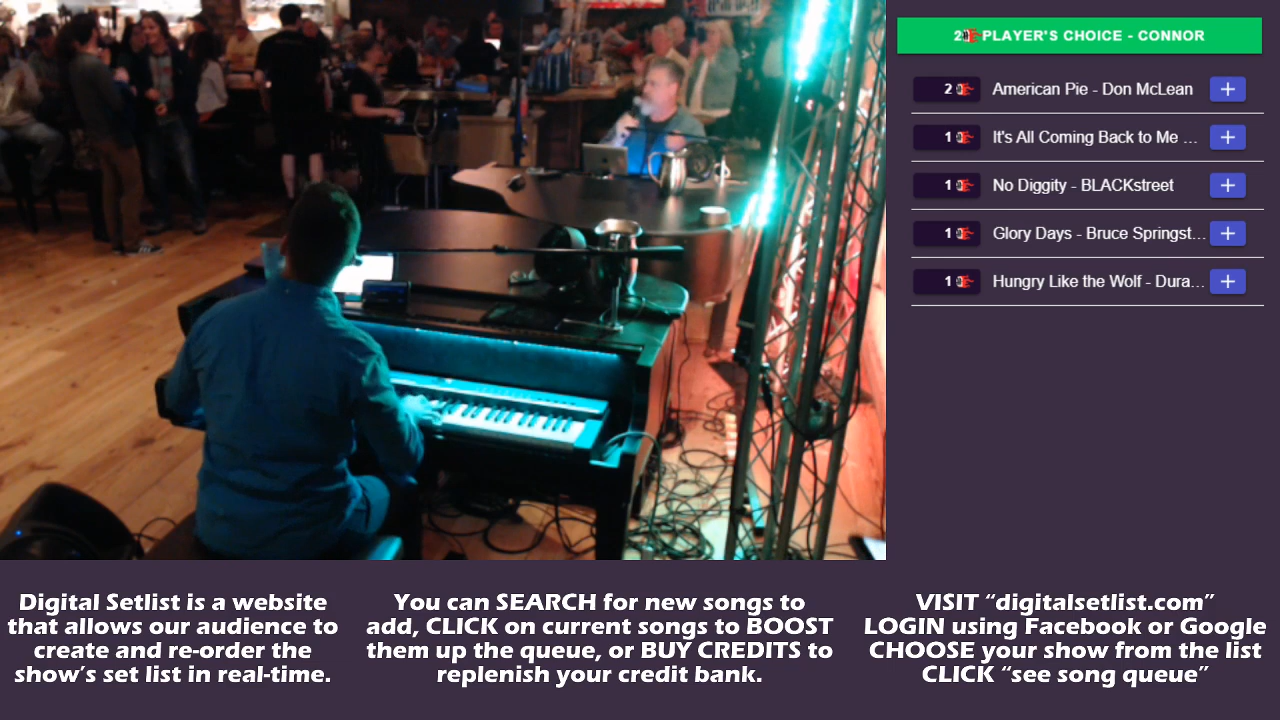 2 PLAYER'S CHOICE - CONNOR
2 American Pie - Don McLean +
1 It's All Coming Back to Me ... +
1 No Diggity - BLACKstreet +
1 Glory Days - Bruce Springst... +
1 Hungry Like the Wolf - Dura... +
Digital Setlist is a website
that allows our audience to
create and re-order the
show's set list in real-time.
You can SEARCH for new songs to
add, CLICK on current songs to BOOST
them up the queue, or BUY CREDITS to
replenish your credit bank.
VISIT “digitalsetlist.com”
LOGIN using Facebook or Google
CHOOSE your show from the list
CLICK “see song queue”